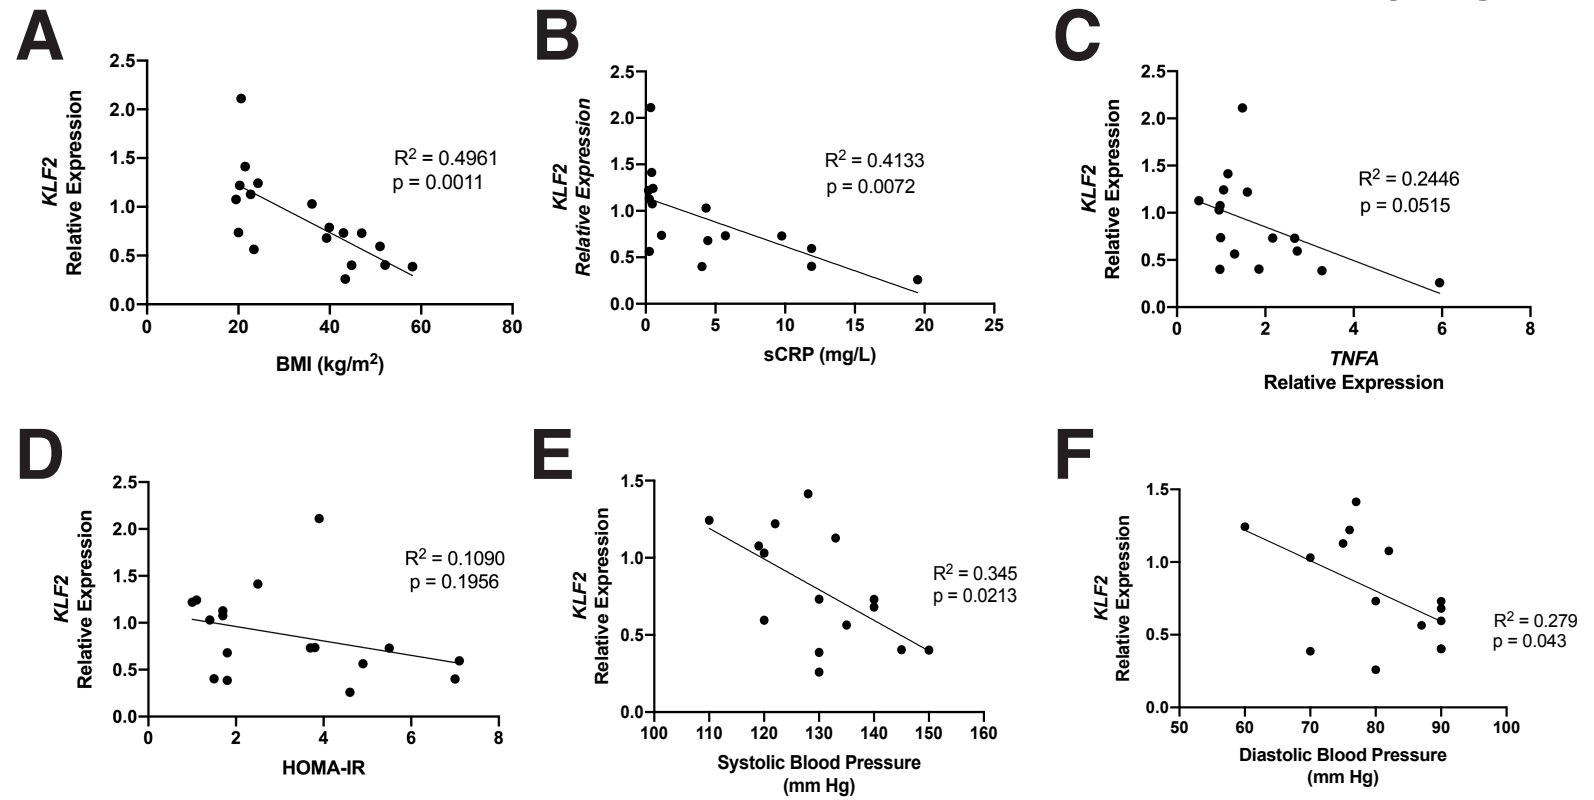 A
KLF2
Relative Expression
2.5
2.0
1.5
1.0
0.5
0.0
0 20 40 60 80
BMI (kg/m²)
R² = 0.4961
p = 0.0011
B
KLF2
Relative Expression
2.5
2.0
1.5
1.0
0.5
0.0
0 5 10 15 20 25
sCRP (mg/L)
R² = 0.4133
p = 0.0072
C
KLF2
Relative Expression
2.5
2.0
1.5
1.0
0.5
0.0
0 2 4 6 8
TNFA
Relative Expression
R² = 0.2446
p = 0.0515
D
KLF2
Relative Expression
2.5
2.0
1.5
1.0
0.5
0.0
0 2 4 6 8
HOMA-IR
R² = 0.1090
p = 0.1956
E
KLF2
Relative Expression
1.5
1.0
0.5
0.0
100 110 120 130 140 150 160
Systolic Blood Pressure
(mm Hg)
R² = 0.345
p = 0.0213
F
KLF2
Relative Expression
1.5
1.0
0.5
0.0
50 60 70 80 90 100
Diastolic Blood Pressure
(mm Hg)
R² = 0.279
p = 0.043